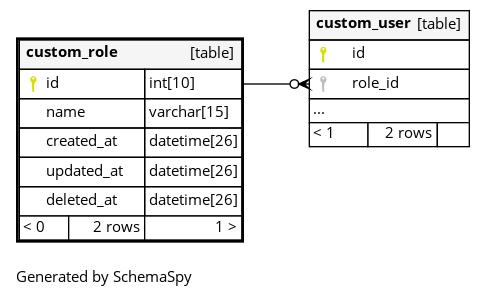 custom_role [table]
id int[10]
name varchar[15]
created_at datetime[26]
updated_at datetime[26]
deleted_at datetime[26]
< 0 2 rows 1 >
custom_user [table]
id
role_id
...
< 1 2 rows
Generated by SchemaSpy